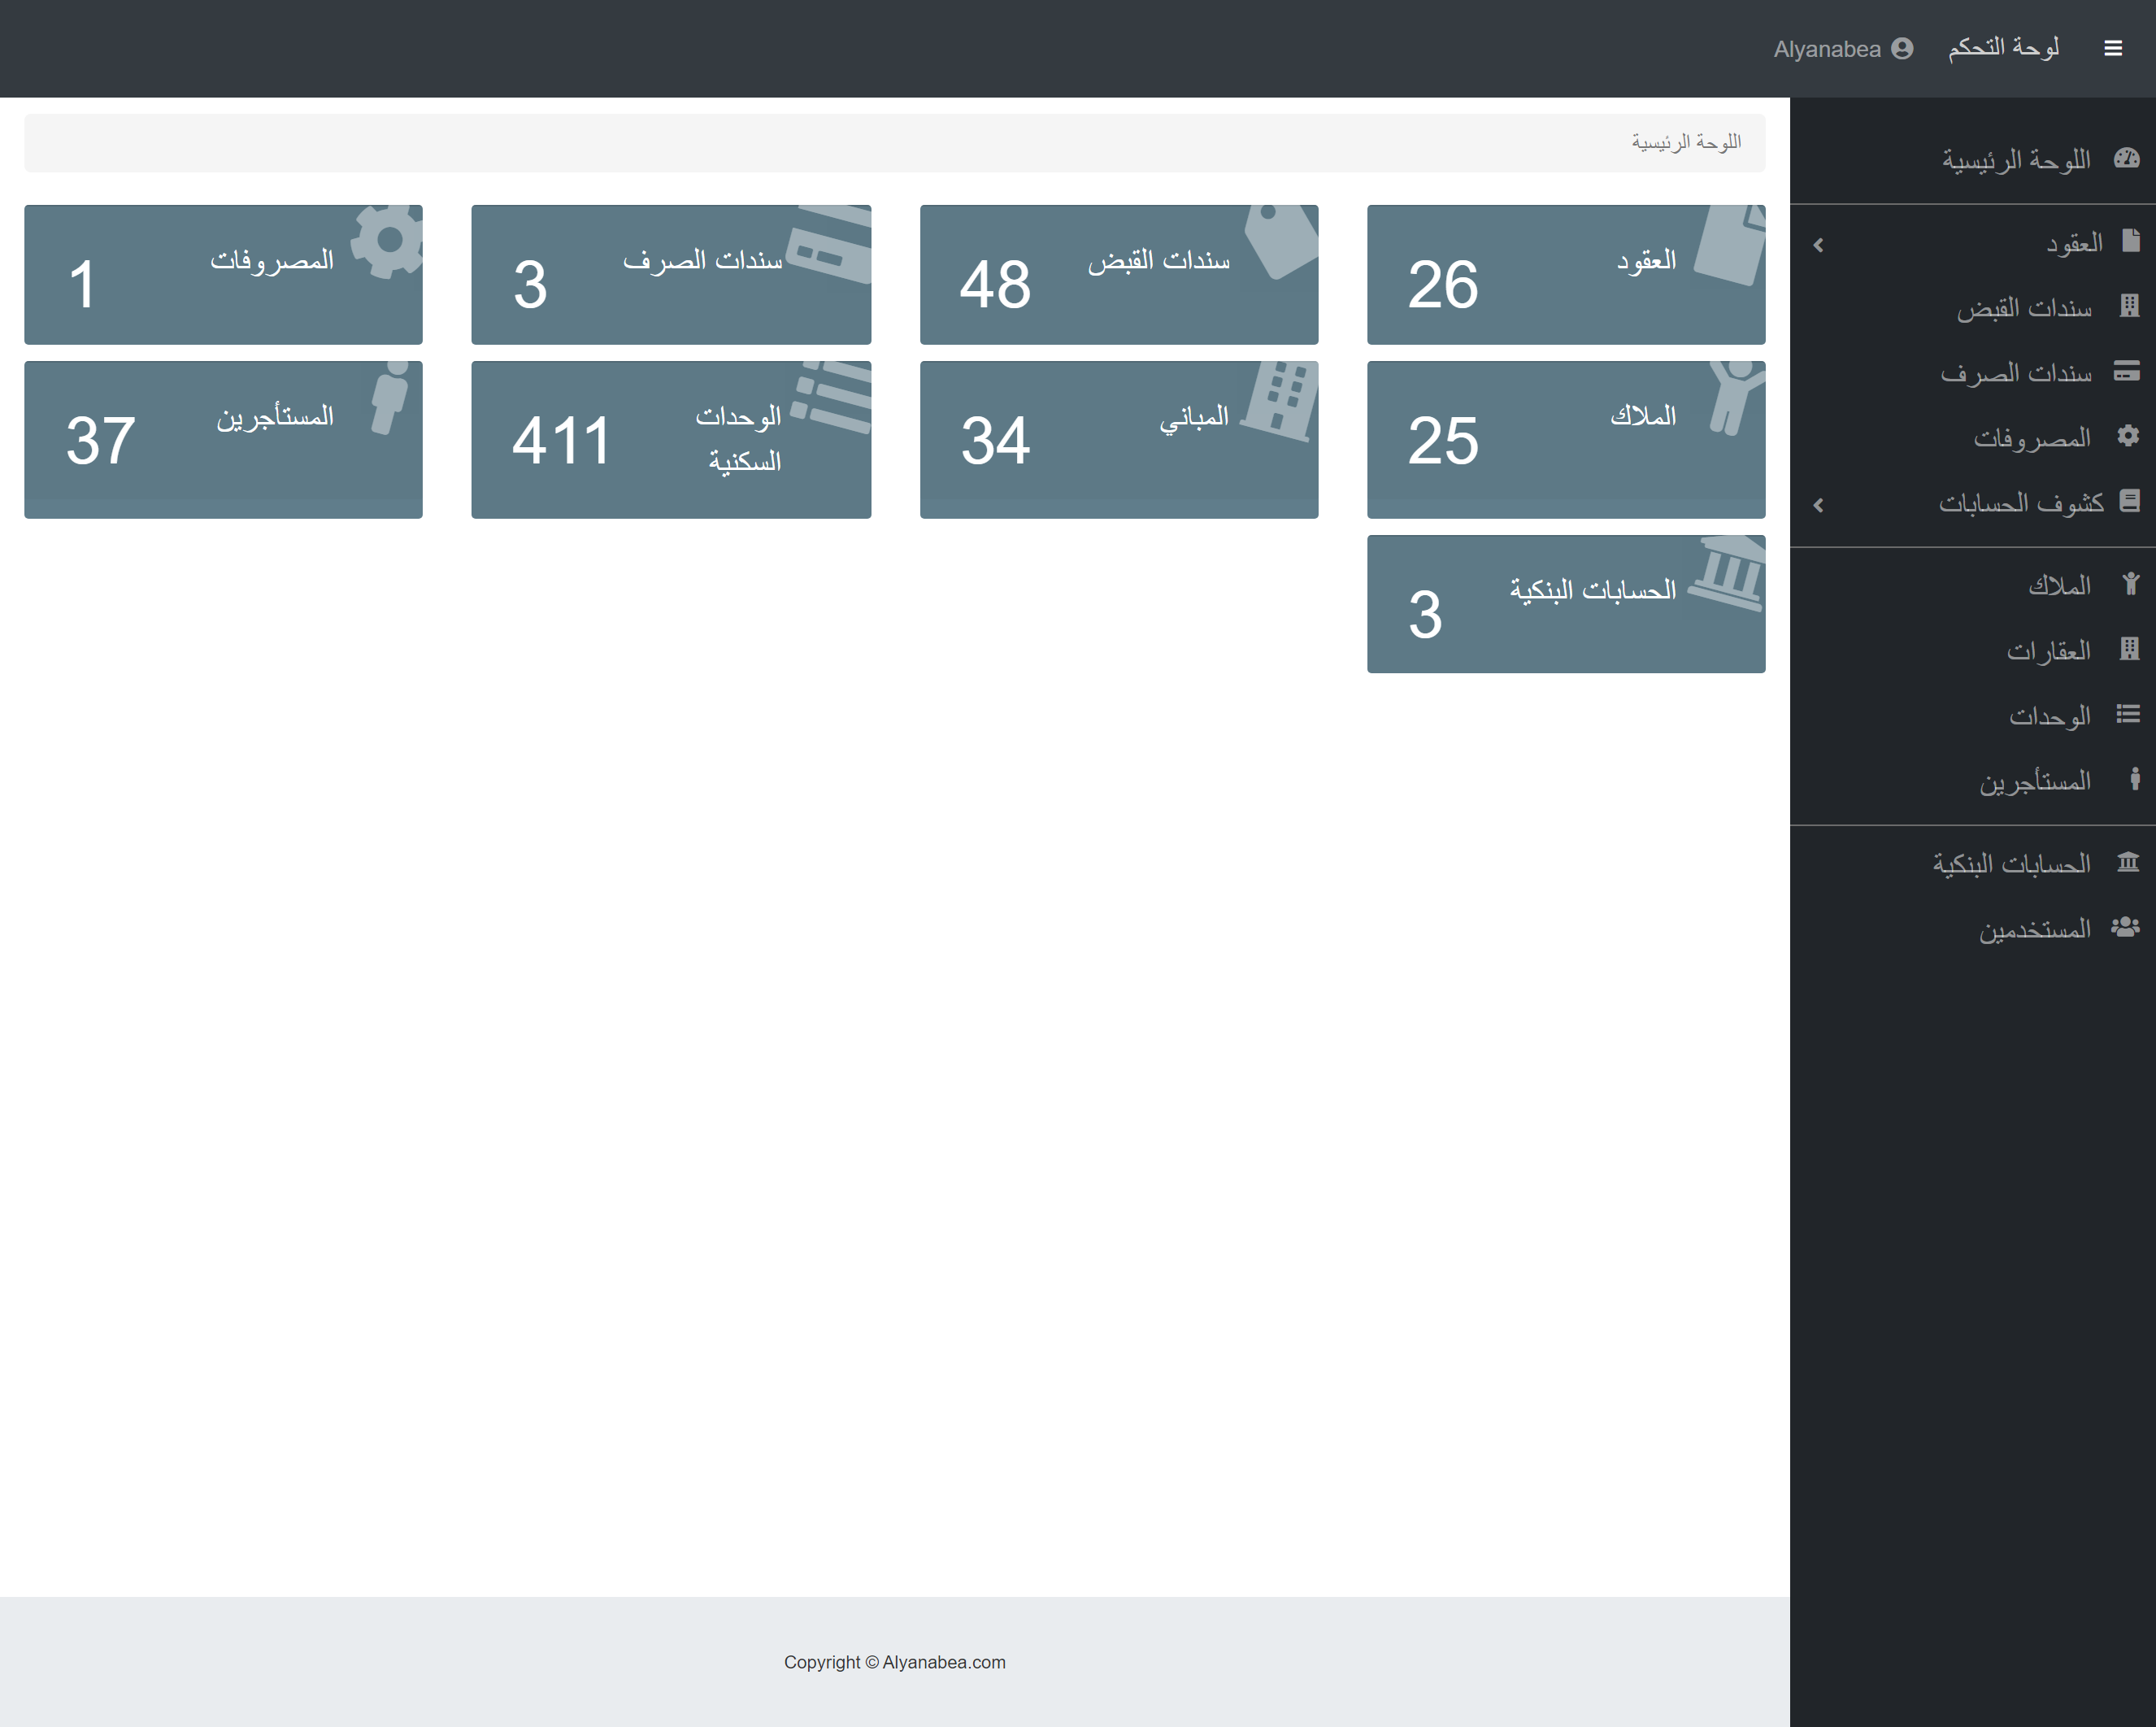 لوحة التحكم
Alyanabea
اللوحة الرئيسية
العقود
سندات القبض
سندات الصرف
المصروفات
كشوف الحسابات
الملاك
العقارات
الوحدات
المستأجرين
الحسابات البنكية
المستخدمين
اللوحة الرئيسية
العقود
26
سندات القبض
48
سندات الصرف
3
المصروفات
1
الملاك
25
المباني
34
الوحدات
السكنية
411
المستأجرين
37
الحسابات البنكية
3
Copyright © Alyanabea.com